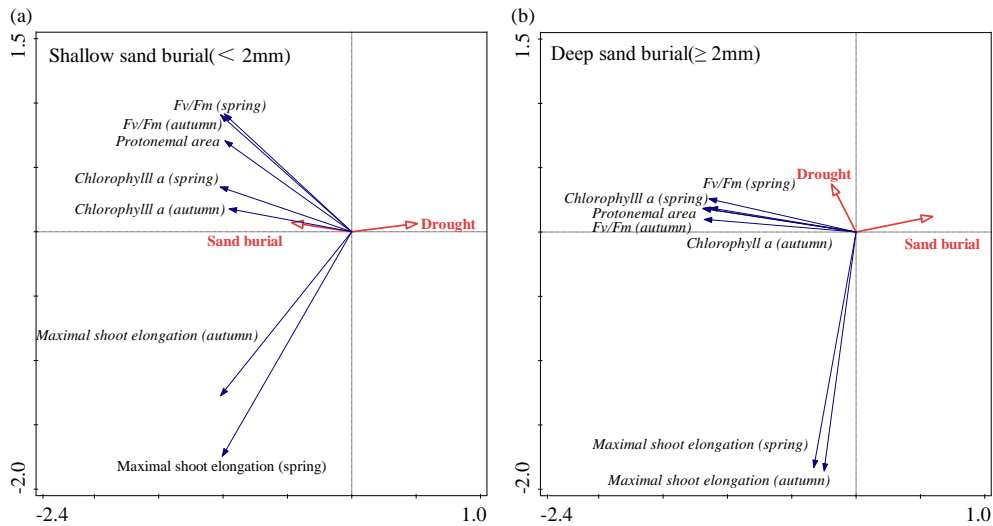 (a)
1.5
Shallow sand burial(< 2mm)
Fv/Fm (spring)
Fv/Fm (autumn)
Protonemal area
Chlorophylll a (spring)
Chlorophylll a (autumn)
Sand burial
Drought
Maximal shoot elongation (autumn)
Maximal shoot elongation (spring)
-2.0
-2.4
1.0
(b)
1.5
Deep sand burial(≥ 2mm)
Drought
Fv/Fm (spring)
Chlorophylll a (spring)
Protonemal area
Fv/Fm (autumn)
Chlorophyll a (autumn)
Sand burial
Maximal shoot elongation (spring)
Maximal shoot elongation (autumn)
-2.0
-2.4
1.0